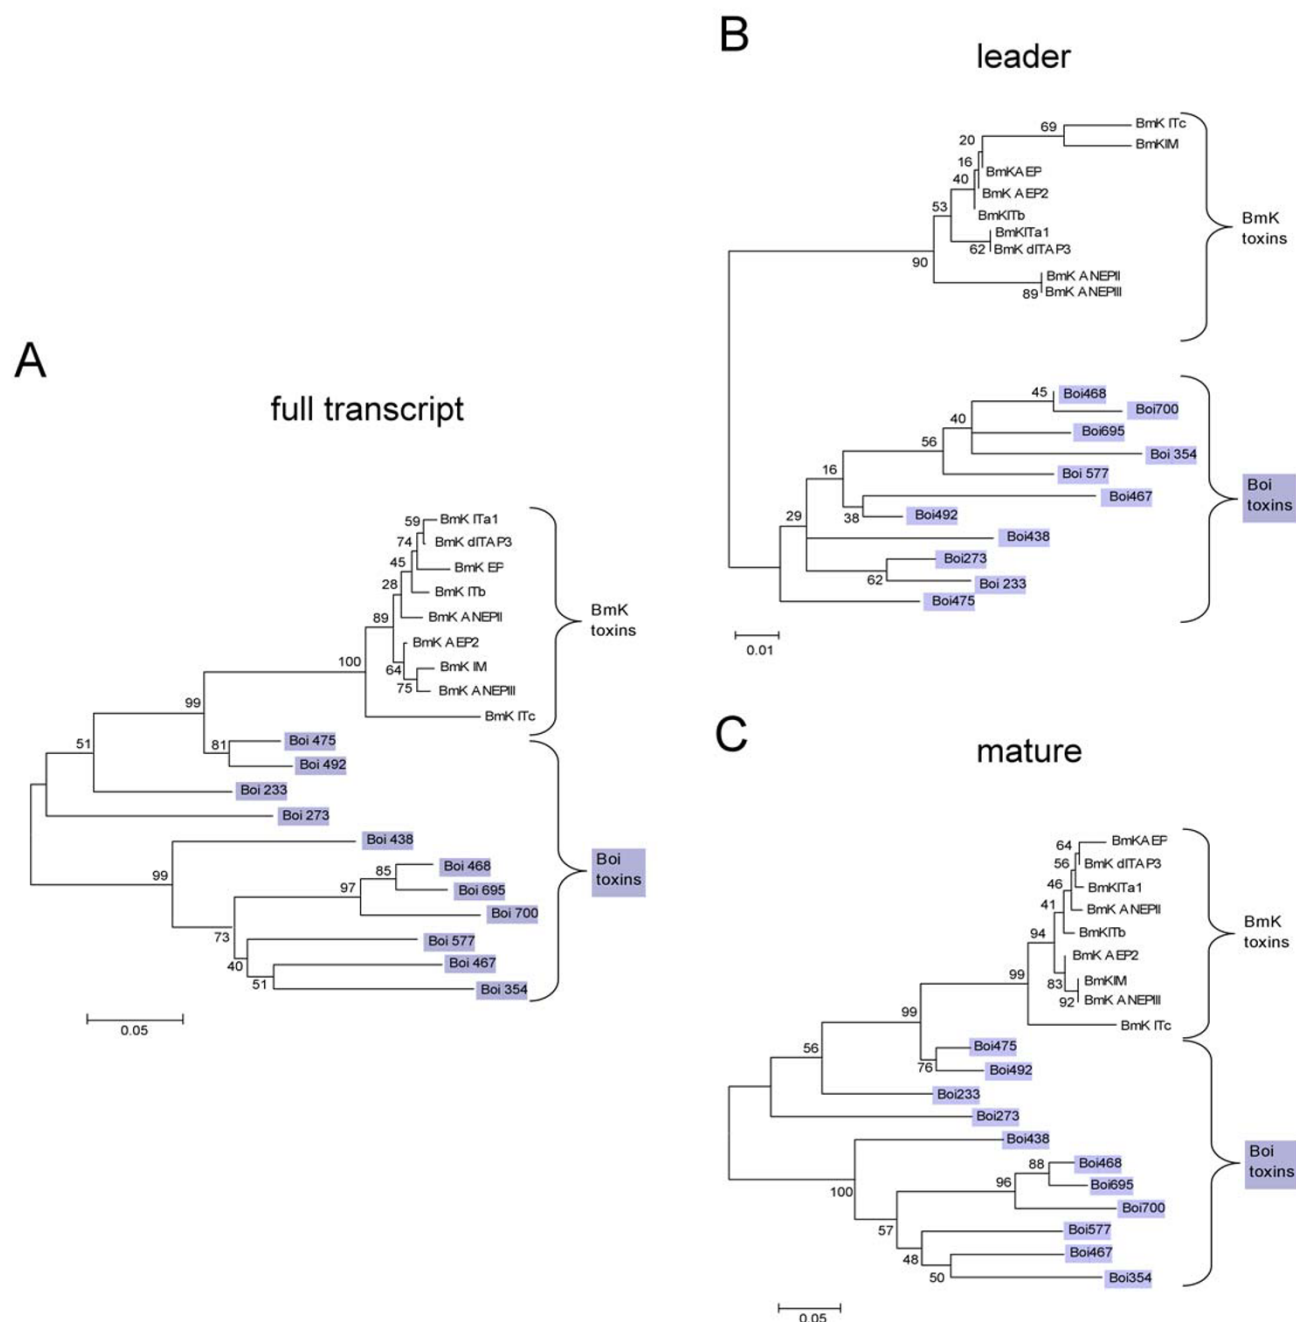 A
full transcript
59
BmK ITa1
74
BmK dITAP3
45
BmK EP
28
BmK ITb
89
BmK ANEPII
BmK AEP2
100
64
BmK IM
75
BmK ANEPIII
BmK ITc
BmK
toxins
99
81
Boi 475
Boi 492
51
Boi 233
Boi 273
Boi 438
99
85
Boi 468
97
Boi 695
Boi 700
73
Boi 577
40
Boi 467
51
Boi 354
Boi
toxins
0.05
B
leader
69
BmK ITc
BmKIM
20
16
BmKAEP
40
BmK AEP2
BmKITb
53
BmKITa1
62
BmK dITAP3
90
BmK ANEPII
89
BmK ANEPIII
BmK
toxins
45
Boi468
Boi700
40
Boi695
56
Boi 354
Boi 577
16
Boi467
38
Boi492
29
Boi438
Boi273
62
Boi 233
Boi475
Boi
toxins
0.01
C
mature
64
BmKAEP
56
BmK dITAP3
46
BmKITa1
41
BmK ANEPII
BmKITb
94
BmK AEP2
99
83
BmKIM
92
BmK ANEPIII
BmK ITc
BmK
toxins
99
76
Boi475
Boi492
56
Boi233
Boi273
Boi438
100
88
Boi468
96
Boi695
Boi700
57
Boi577
48
Boi467
50
Boi354
Boi
toxins
0.05